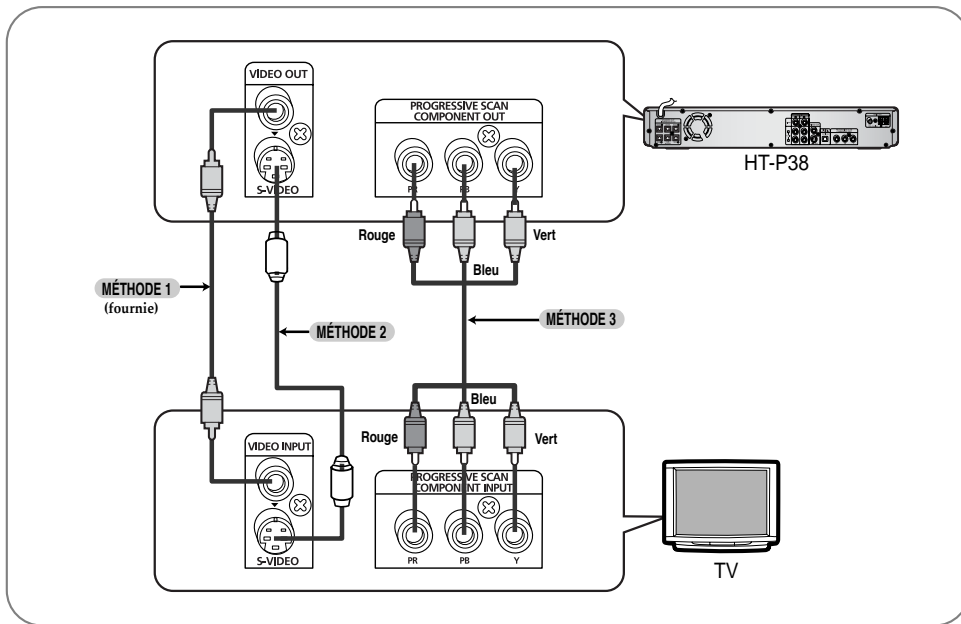 VIDEO OUT
S-VIDEO
PROGRESSIVE SCAN
COMPONENT OUT
PR PB Y
HT-P38
Rouge
Vert
Bleu
MÉTHODE 1
(fournie)
MÉTHODE 2
MÉTHODE 3
Bleu
Rouge
Vert
VIDEO INPUT
S-VIDEO
PROGRESSIVE SCAN
COMPONENT INPUT
PR PB Y
TV